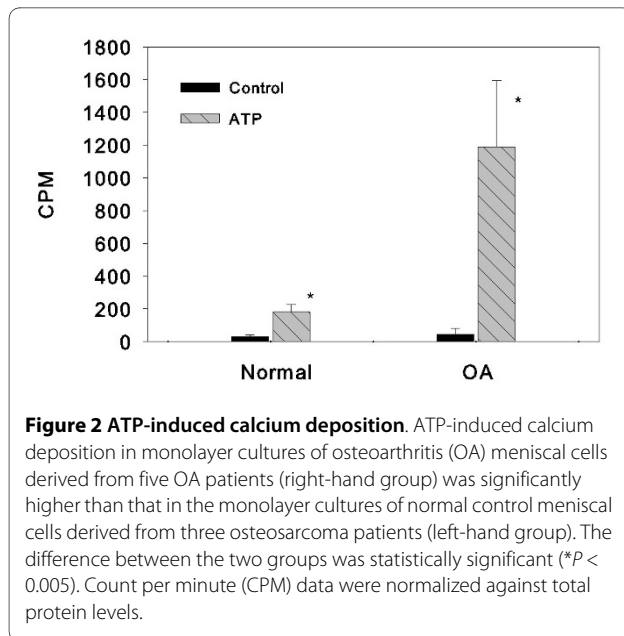 1800
1600
1400
1200
1000
800
600
400
200
0
CPM
Control
ATP
*
*
Normal OA
Figure 2 ATP-induced calcium deposition. ATP-induced calcium
deposition in monolayer cultures of osteoarthritis (OA) meniscal cells
derived from five OA patients (right-hand group) was significantly
higher than that in the monolayer cultures of normal control meniscal
cells derived from three osteosarcoma patients (left-hand group). The
difference between the two groups was statistically significant (*P <
0.005). Count per minute (CPM) data were normalized against total
protein levels.